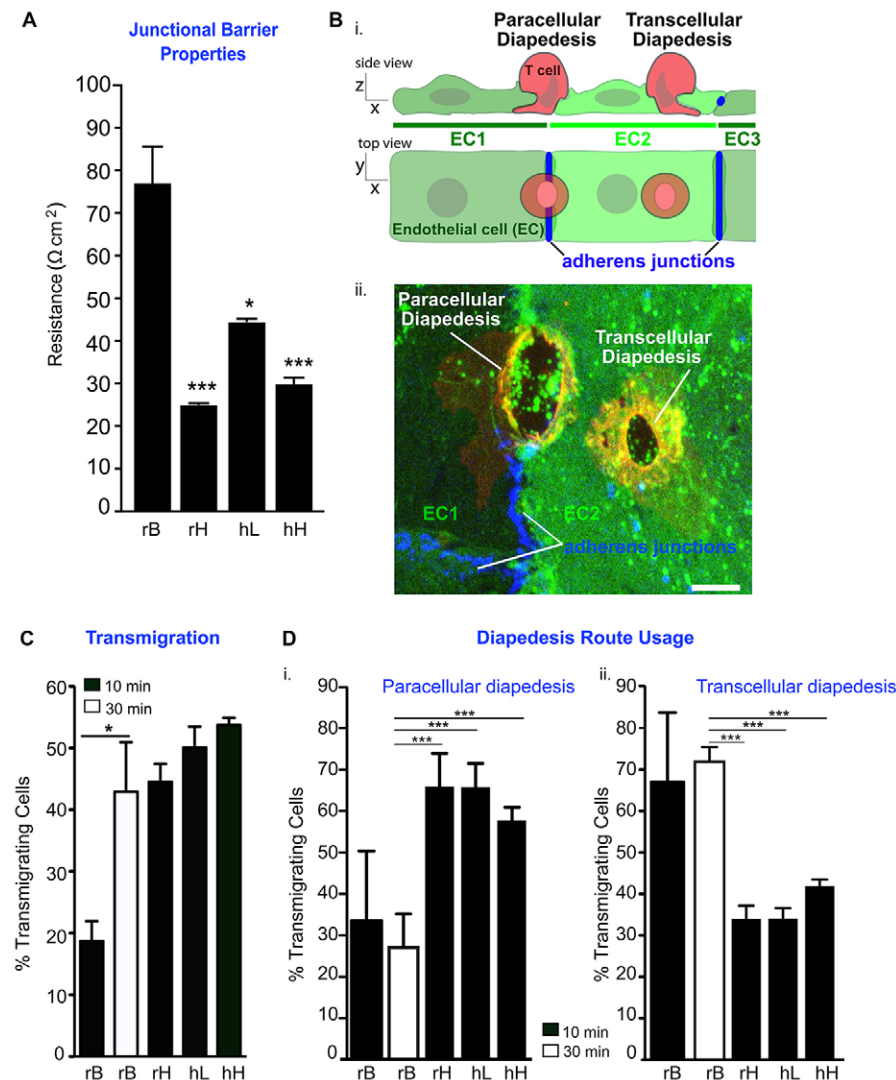 A
Junctional Barrier
Properties
Resistance (Ω cm²)
100
90
80
70
60
50
40
30
20
10
0
***
*
***
rB rH hL hH
B
i.
Paracellular
Diapedesis
Transcellular
Diapedesis
side view
z
x
T cell
EC1 EC2 EC3
top view
y
x
Endothelial cell (EC)
adherens junctions
ii.
Paracellular
Diapedesis
Transcellular
Diapedesis
EC1 EC2
adherens junctions
C
Transmigration
10 min
30 min
% Transmigrating Cells
60
50
40
30
20
10
0
*
rB rB rH hL hH
D
Diapedesis Route Usage
i.
Paracellular diapedesis
% Transmigrating Cells
90
80
70
60
50
40
30
20
10
0
***
***
***
rB rB rH hL hH
10 min
30 min
ii.
Transcellular diapedesis
% Transmigrating Cells
90
80
70
60
50
40
30
20
10
0
***
***
***
rB rB rH hL hH